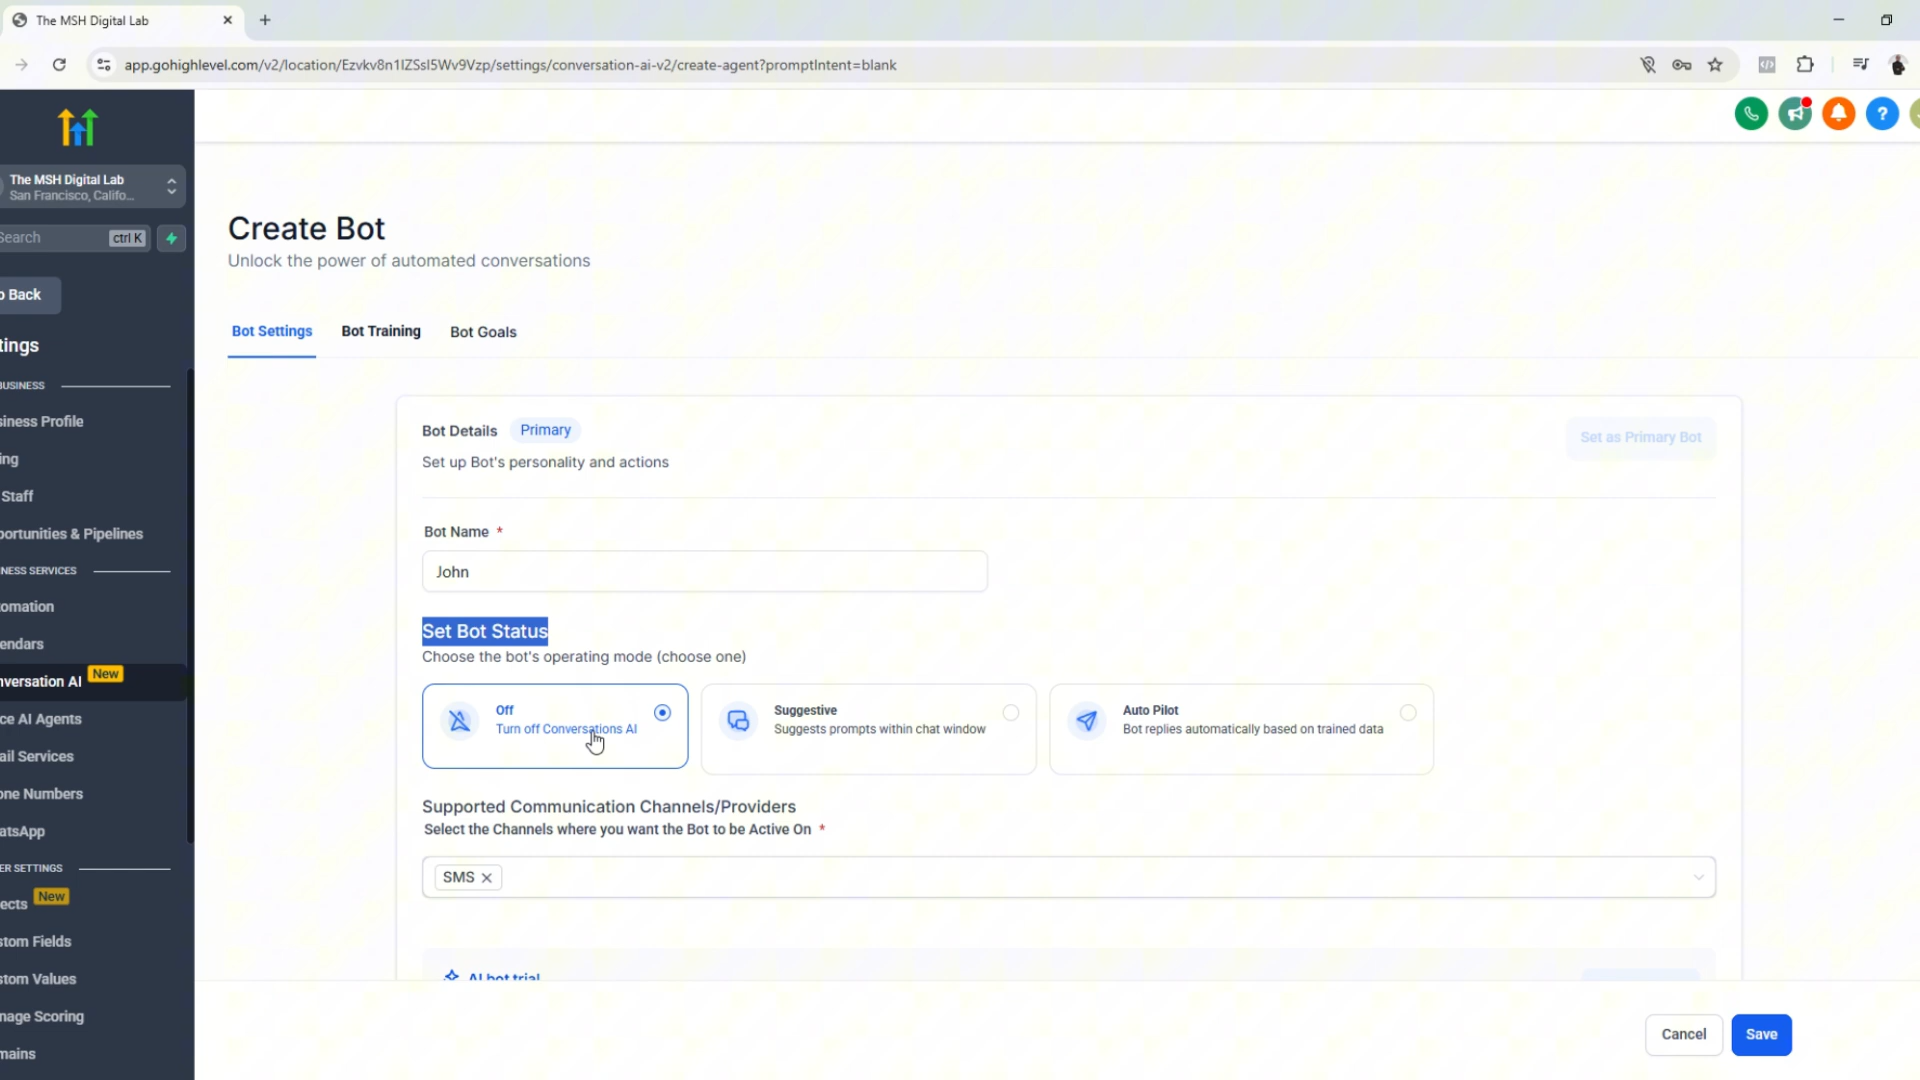 The MSH Digital Lab
app.gohighlevel.com/v2/location/Ezvkv8n1IZSsI5Wv9Vzp/settings/conversation-ai-v2/create-agent?promptIntent=blank
The MSH Digital Lab
San Francisco, Califo...
Search
ctrl K
o Back
tings
BUSINESS
siness Profile
ing
Staff
portunities & Pipelines
NESS SERVICES
tomation
endars
nversation AI
New
ce AI Agents
ail Services
one Numbers
atsApp
ER SETTINGS
ects
New
stom Fields
stom Values
nage Scoring
mains
Create Bot
Unlock the power of automated conversations
Bot Settings
Bot Training
Bot Goals
Bot Details
Primary
Set as Primary Bot
Set up Bot's personality and actions
Bot Name *
John
Set Bot Status
Choose the bot's operating mode (choose one)
Off
Turn off Conversations AI
Suggestive
Suggests prompts within chat window
Auto Pilot
Bot replies automatically based on trained data
Supported Communication Channels/Providers
Select the Channels where you want the Bot to be Active On *
SMS
AI bot trial
Cancel
Save